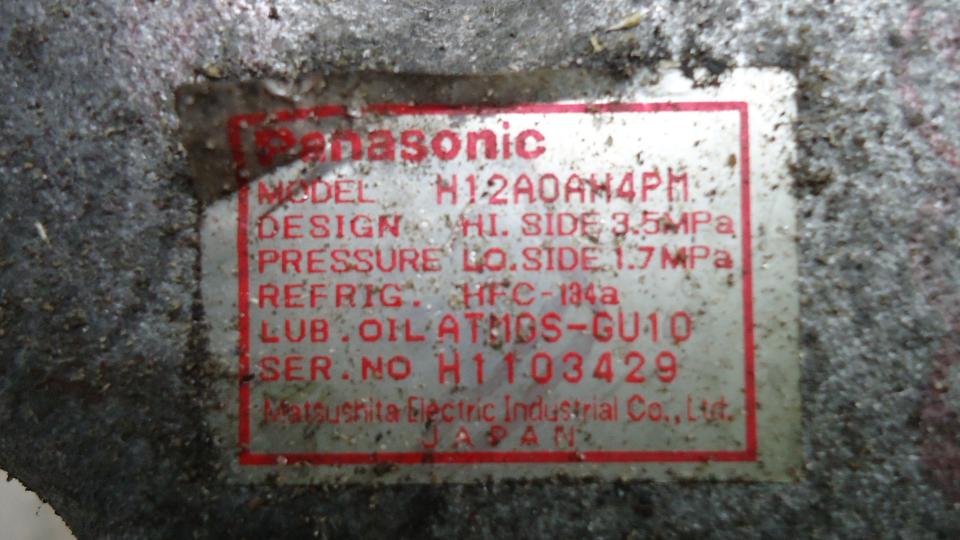 Panasonic
MODEL H12A0AH4PM
DESIGN HI. SIDE 3.5MPa
PRESSURE LO.SIDE 1.7MPa
REFRIG. HFC-134a
LUB.OIL ATMOS-GU10
SER.NO H1103429
Matsushita Electric Industrial Co., Ltd.
JAPAN